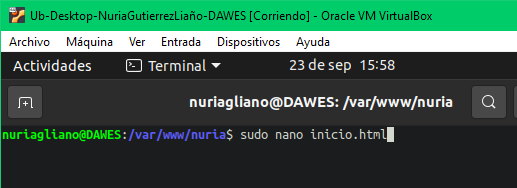 Ub-Desktop-NuriaGutierrezLiaño-DAWES [Corriendo] - Oracle VM VirtualBox
Archivo Máquina Ver Entrada Dispositivos Ayuda
Actividades Terminal 23 de sep 15:58
nuriagliano@DAWES: /var/www/nuria
nuriagliano@DAWES:/var/www/nuria$ sudo nano inicio.html